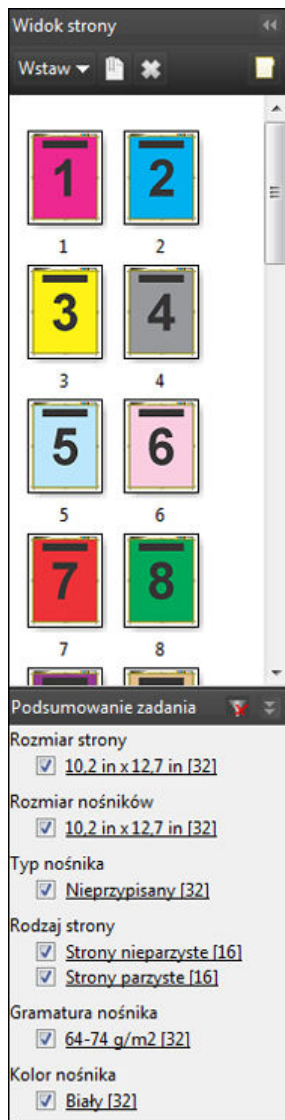 Widok strony
Wstaw
1 2
1 2
3 4
3 4
5 6
5 6
7 8
7 8
Podsumowanie zadania
Rozmiar strony
10,2 in x 12,7 in [32]
Rozmiar nośników
10,2 in x 12,7 in [32]
Typ nośnika
Nieprzypisany [32]
Rodzaj strony
Strony nieparzyste [16]
Strony parzyste [16]
Gramatura nośnika
64-74 g/m2 [32]
Kolor nośnika
Biały [32]